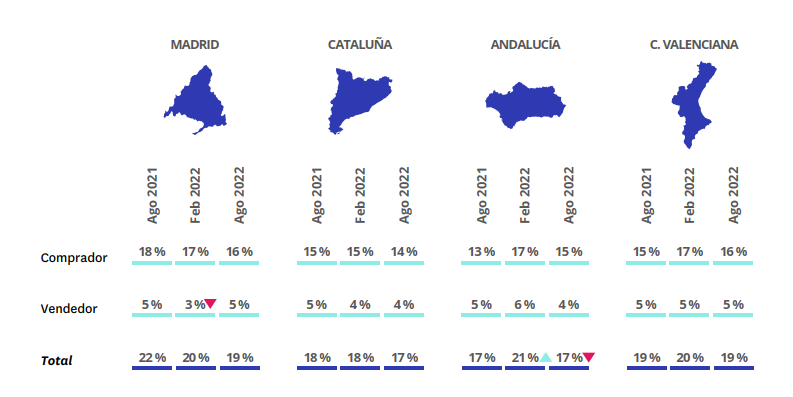 MADRID CATALUÑA ANDALUCÍA C. VALENCIANA
Ago 2021 Feb 2022 Ago 2022 Ago 2021 Feb 2022 Ago 2022 Ago 2021 Feb 2022 Ago 2022 Ago 2021 Feb 2022 Ago 2022
Comprador 18 % 17 % 16 % 15 % 15 % 14 % 13 % 17 % 15 % 15 % 17 % 16 %
Vendedor 5 % 3 % 5 % 5 % 4 % 4 % 5 % 6 % 4 % 5 % 5 % 5 %
Total 22 % 20 % 19 % 18 % 18 % 17 % 17 % 21 % 17 % 19 % 20 % 19 %